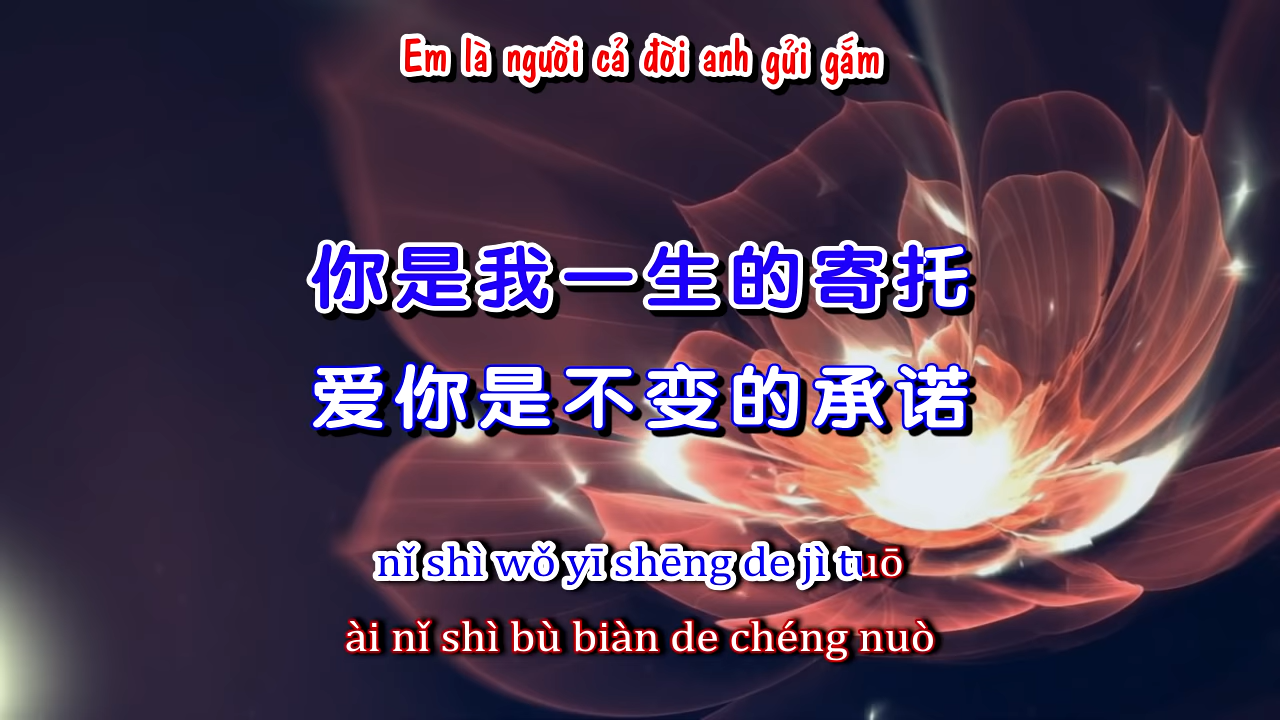 Em là người cả đời anh gửi gắm
你是我一生的寄托
爱你是不变的承诺
nǐ shì wǒ yī shēng de jì tuō
ài nǐ shì bù biàn de chéng nuò